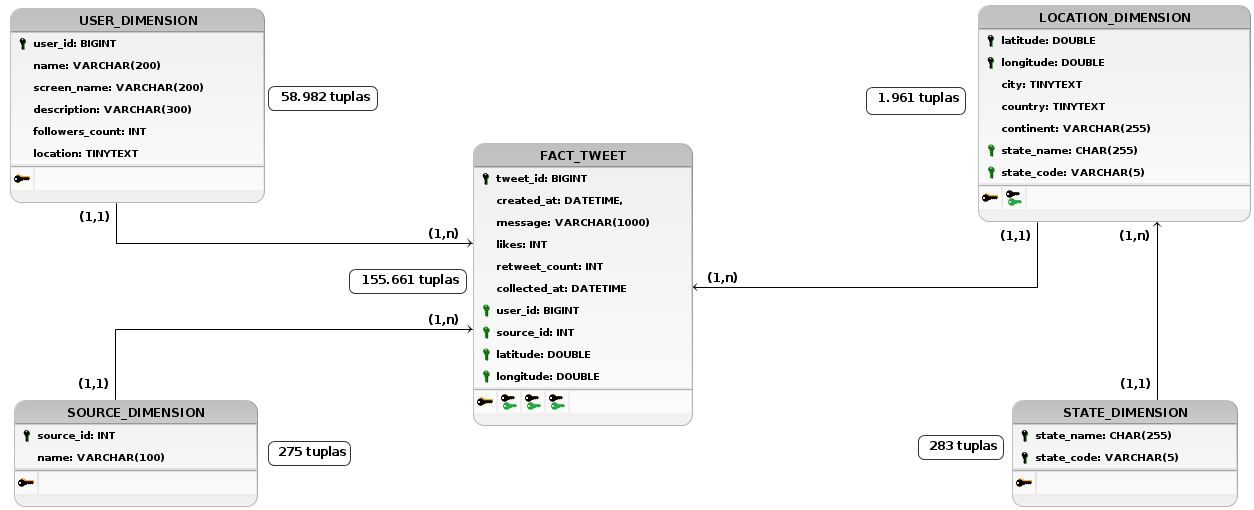 USER_DIMENSION
user_id: BIGINT
name: VARCHAR(200)
screen_name: VARCHAR(200)
description: VARCHAR(300)
followers_count: INT
location: TINYTEXT
58.982 tuplas
(1,1)
(1,n)
LOCATION_DIMENSION
latitude: DOUBLE
longitude: DOUBLE
city: TINYTEXT
country: TINYTEXT
continent: VARCHAR(255)
state_name: CHAR(255)
state_code: VARCHAR(5)
1.961 tuplas
(1,1)
(1,n)
FACT_TWEET
tweet_id: BIGINT
created_at: DATETIME,
message: VARCHAR(1000)
likes: INT
retweet_count: INT
collected_at: DATETIME
user_id: BIGINT
source_id: INT
latitude: DOUBLE
longitude: DOUBLE
155.661 tuplas
(1,n)
(1,n)
(1,1)
SOURCE_DIMENSION
source_id: INT
name: VARCHAR(100)
275 tuplas
(1,1)
STATE_DIMENSION
state_name: CHAR(255)
state_code: VARCHAR(5)
283 tuplas